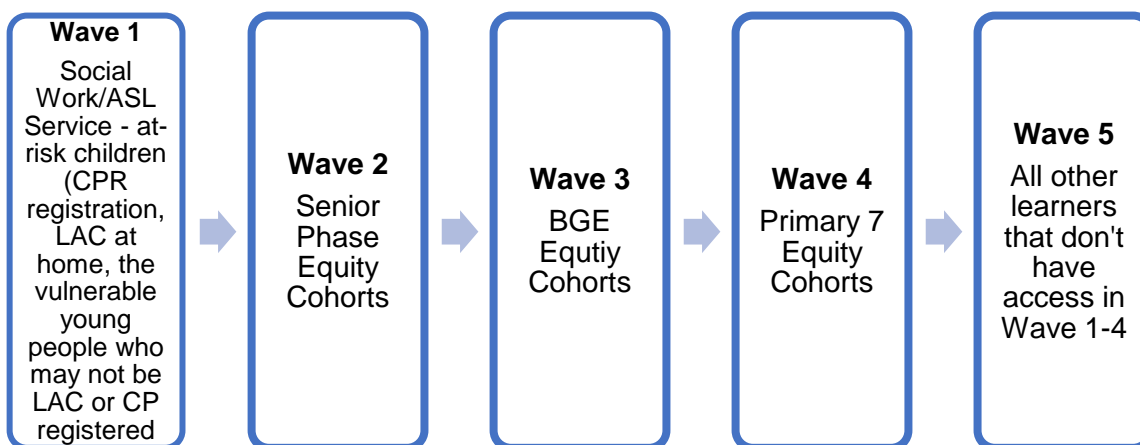 Wave 1
Social
Work/ASL
Service - at-
risk children
(CPR
registration,
LAC at
home, the
vulnerable
young
people who
may not be
LAC or CP
registered
Wave 2
Senior
Phase
Equity
Cohorts
Wave 3
BGE
Equtiy
Cohorts
Wave 4
Primary 7
Equity
Cohorts
Wave 5
All other
learners
that don't
have
access in
Wave 1-4